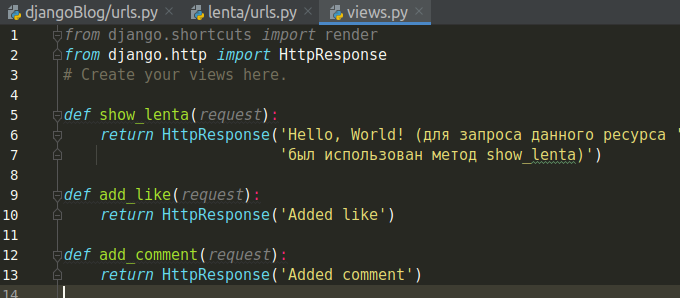 djangoBlog/urls.py × lenta/urls.py × views.py ×
1 from django.shortcuts import render
2 from django.http import HttpResponse
3 # Create your views here.
4
5 def show_lenta(request):
6 return HttpResponse('Hello, World! (для запроса данного ресурса '
7 'был использован метод show_lenta)')
8
9 def add_like(request):
10 return HttpResponse('Added like')
11
12 def add_comment(request):
13 return HttpResponse('Added comment')
14